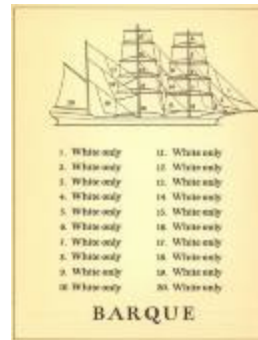 1. White only
2. White only
3. White only
4. White only
5. White only
6. White only
7. White only
8. White only
9. White only
10. White only
11. White only
12. White only
13. White only
14. White only
15. White only
16. White only
17. White only
18. White only
19. White only
20. White only
BARQUE